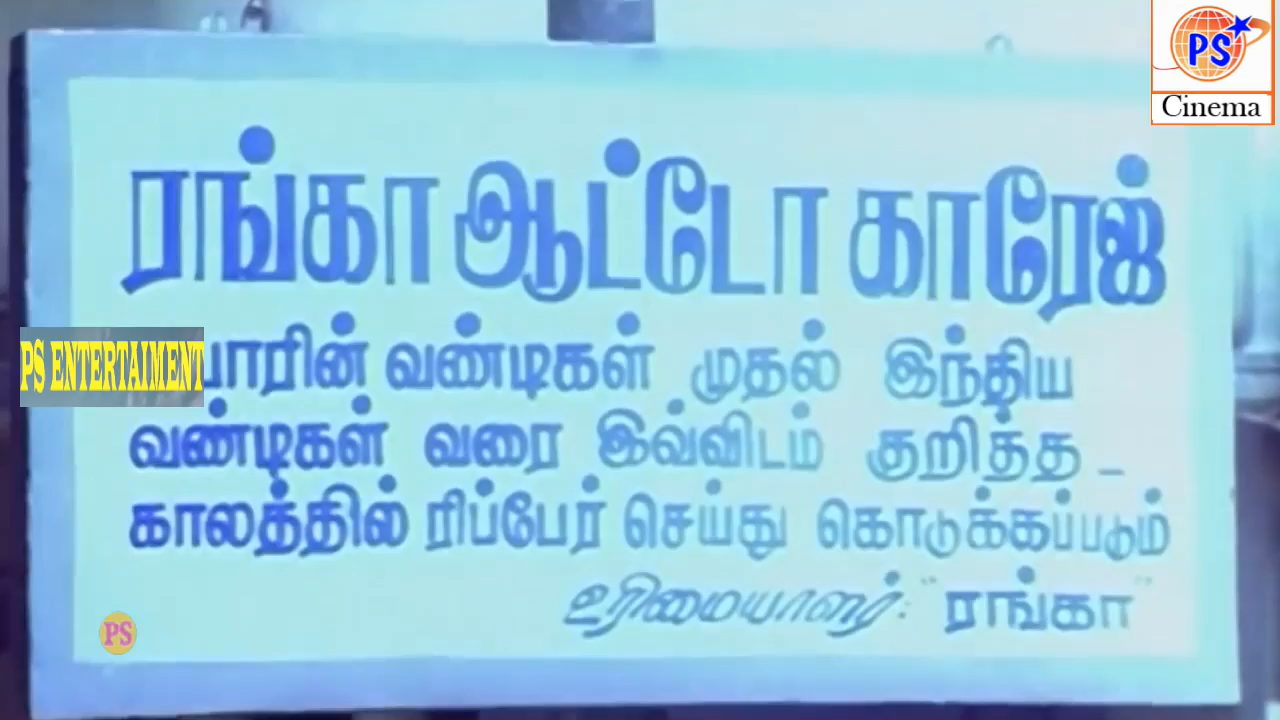 PS
Cinema
ரங்கா ஆட்டோ காரேஜ்
PS ENTERTAIMENT
வண்டிகள் முதல் இந்திய
வண்டிகள் வரை இவ்விடம் குறித்த _
காலத்தில் ரிப்பேர் செய்து கொடுக்கப்படும்
உரிமையாளர்: "ரங்கா"
PS